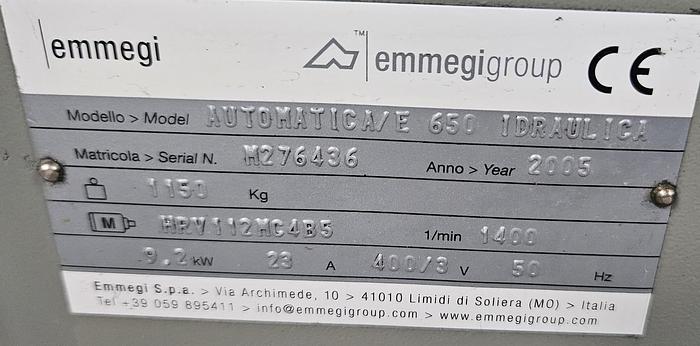 emmegi
™ emmegigroup CE
Modello > Model AUTOMATICA/E 650 IDRAULICA
Matricola > Serial N. M276436 Anno > Year 2005
1150 Kg
M HRV112MC4B5 1/min 1400
9.2 kW 23 A 400/3 V 50 Hz
Emmegi S.p.a. > Via Archimede, 10 > 41010 Limidi di Soliera (MO) > Italia
Tel +39 059 895411 > info@emmegigroup.com > www.emmegigroup.com